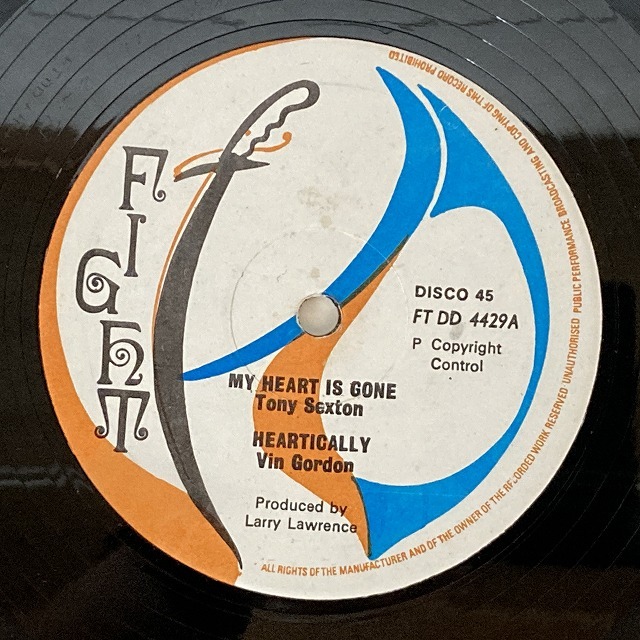 FIGHT
DISCO 45
FT DD 4429A
P Copyright
Control
MY HEART IS GONE
Tony Sexton
HEARTICALLY
Vin Gordon
Produced by
Larry Lawrence
ALL RIGHTS OF THE MANUFACTURER AND OF THE OWNER OF THE RECORDED WORK RESERVED UNAUTHORISED PUBLIC PERFORMANCE BROADCASTING AND COPYING OF THIS RECORD PROHIBITED